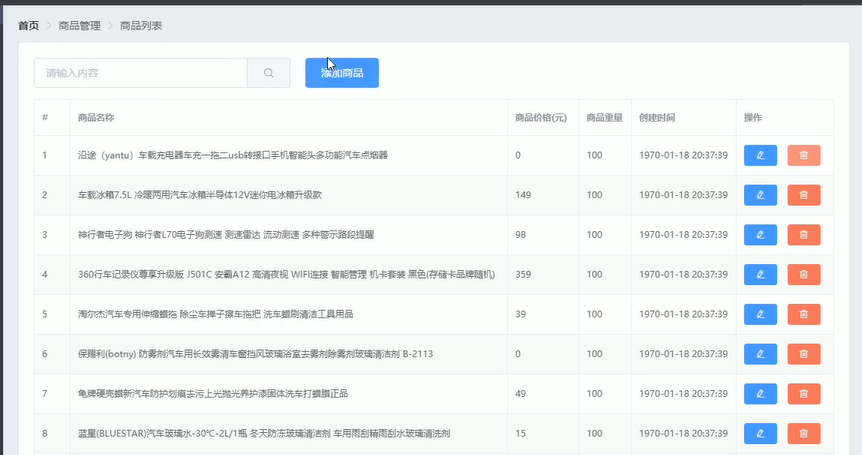 首页 > 商品管理 > 商品列表
请输入内容 添加商品
# 商品名称 商品价格(元) 商品重量 创建时间 操作
1 沿途（yantu）车载充电器车充一拖二usb转接口手机智能头多功能汽车点烟器 0 100 1970-01-18 20:37:39
2 车载冰箱7.5L 冷暖两用汽车冰箱半导体12V迷你电冰箱升级款 149 100 1970-01-18 20:37:39
3 神行者电子狗 神行者L70电子狗测速 测速雷达 流动测速 多种警示路段提醒 98 100 1970-01-18 20:37:39
4 360行车记录仪尊享升级版 J501C 安霸A12 高清夜视 WIFI连接 智能管理 机卡套装 黑色(存储卡品牌随机) 359 100 1970-01-18 20:37:39
5 淘尔杰汽车专用伸缩蜡拖 除尘车掸子擦车拖把 洗车蜡刷清洁工具用品 39 100 1970-01-18 20:37:39
6 保赐利(botny) 防雾剂汽车用长效雾清车窗挡风玻璃浴室去雾剂除雾剂玻璃清洁剂 B-2113 0 100 1970-01-18 20:37:39
7 龟牌硬壳蜡新汽车防护划痕去污上光抛光养护漆固体洗车打蜡腊正品 49 100 1970-01-18 20:37:39
8 蓝星(BLUESTAR)汽车玻璃水-30℃-2L/1瓶 冬天防冻玻璃清洁剂 车用雨刮精雨刮水玻璃清洗剂 15 100 1970-01-18 20:37:39